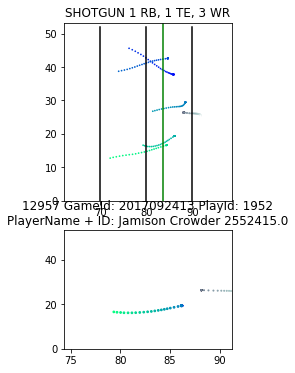 SHOTGUN 1 RB, 1 TE, 3 WR
50
40
30
20
10
0
70 80 90
12957 GameId: 2017092413 PlayId: 1952
PlayerName + ID: Jamison Crowder 2552415.0
40
20
0
75 80 85 90